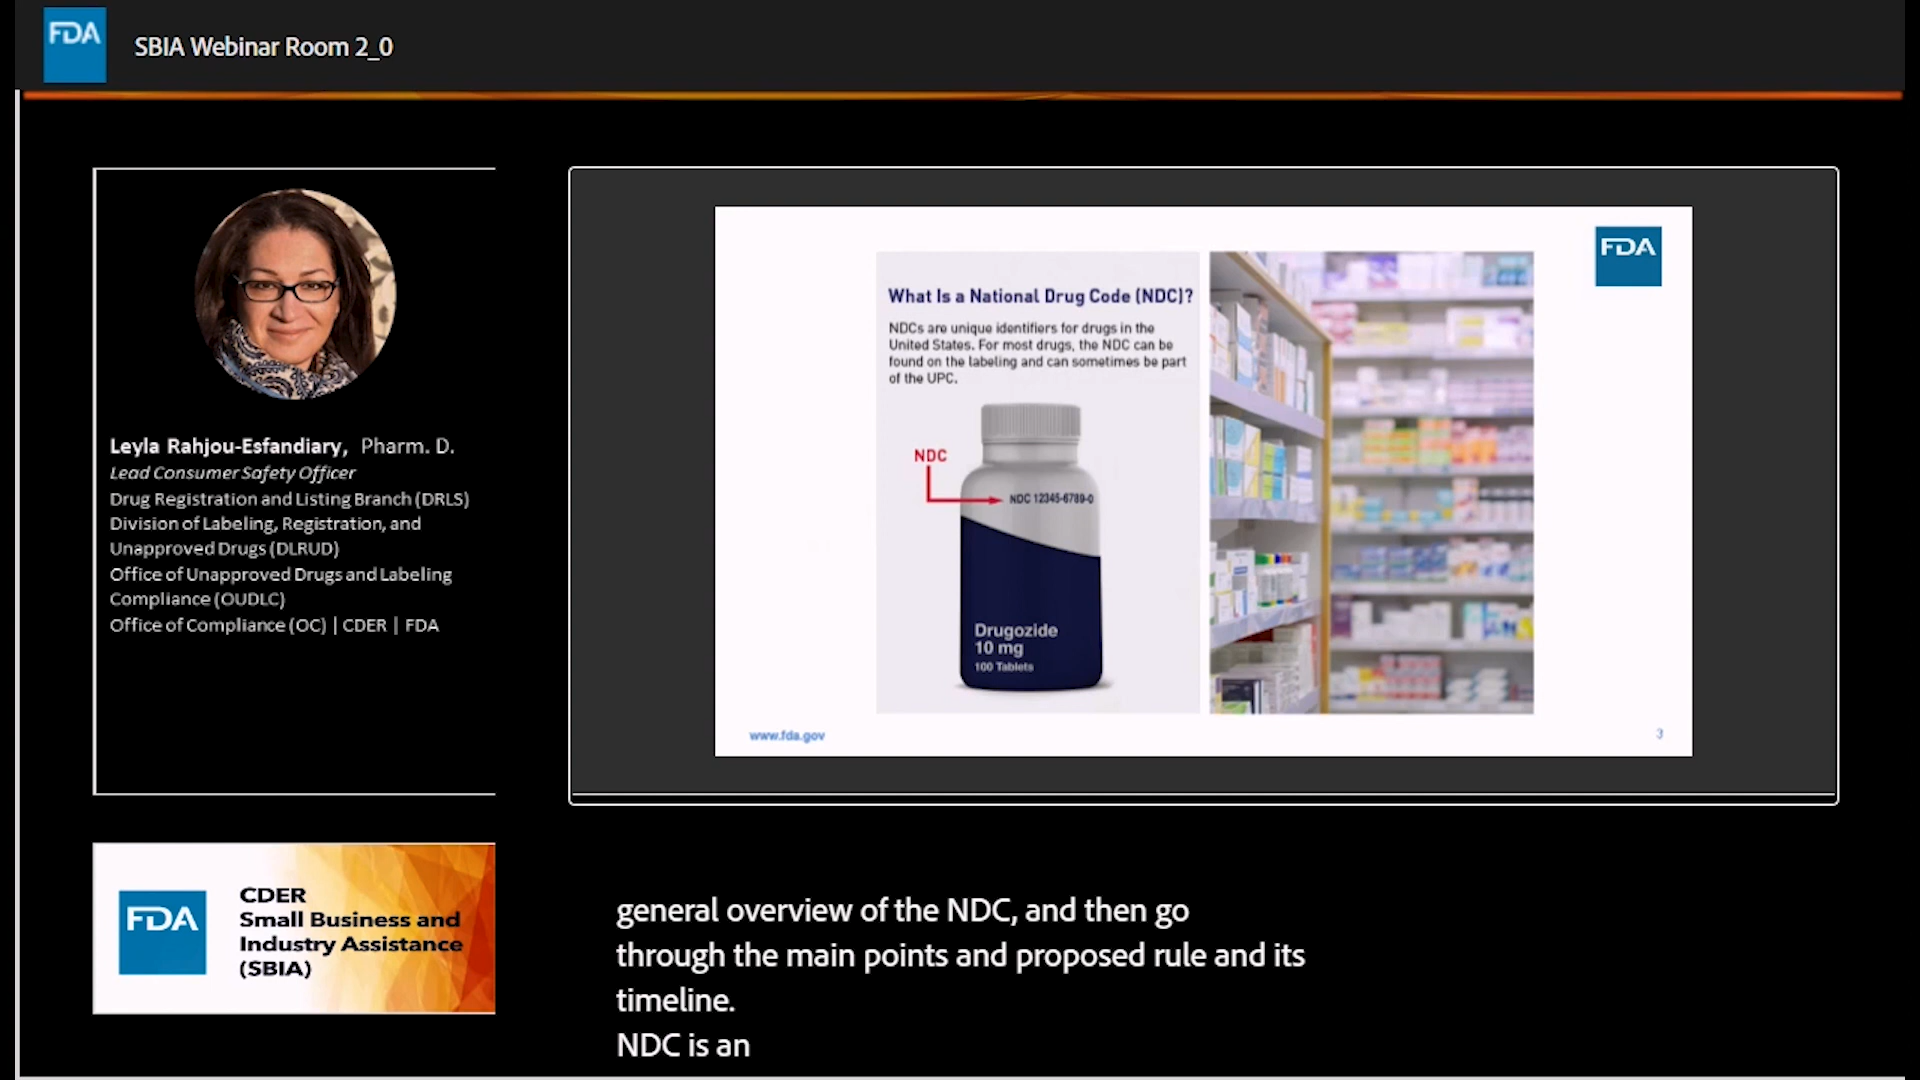 FDA
SBIA Webinar Room 2_0
Leyla Rahjou-Esfandiary, Pharm. D.
Lead Consumer Safety Officer
Drug Registration and Listing Branch (DRLS)
Division of Labeling, Registration, and
Unapproved Drugs (DLRUD)
Office of Unapproved Drugs and Labeling
Compliance (OUDLC)
Office of Compliance (OC) | CDER | FDA
FDA
What Is a National Drug Code (NDC)?
NDCs are unique identifiers for drugs in the
United States. For most drugs, the NDC can be
found on the labeling and can sometimes be part
of the UPC.
NDC
NDC 12345-6789-0
Drugozide
10 mg
100 Tablets
www.fda.gov
3
FDA
CDER
Small Business and
Industry Assistance
(SBIA)
general overview of the NDC, and then go
through the main points and proposed rule and its
timeline.
NDC is an